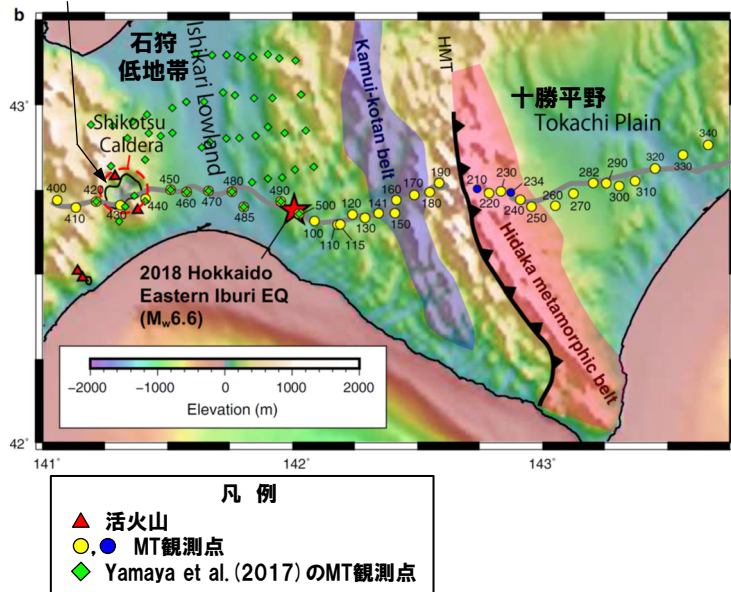 b
石狩
低地帯
Ishikari Lowland
Kamui-kotan belt
HMT
十勝平野
Tokachi Plain
43°
Shikotsu
Caldera
340
330
320
290
282
310
300
270
260
250
240
234
230
220
210
190
180
170
160
150
141
130
120
115
110
100
500
490
485
480
470
460
450
440
430
420
410
400
2018 Hokkaido
Eastern Iburi EQ
(Mw6.6)
Hidaka metamorphic belt
−2000 −1000 0 1000 2000
Elevation (m)
42°
141° 142° 143°
凡 例
活火山
, MT観測点
Yamaya et al.(2017)のMT観測点